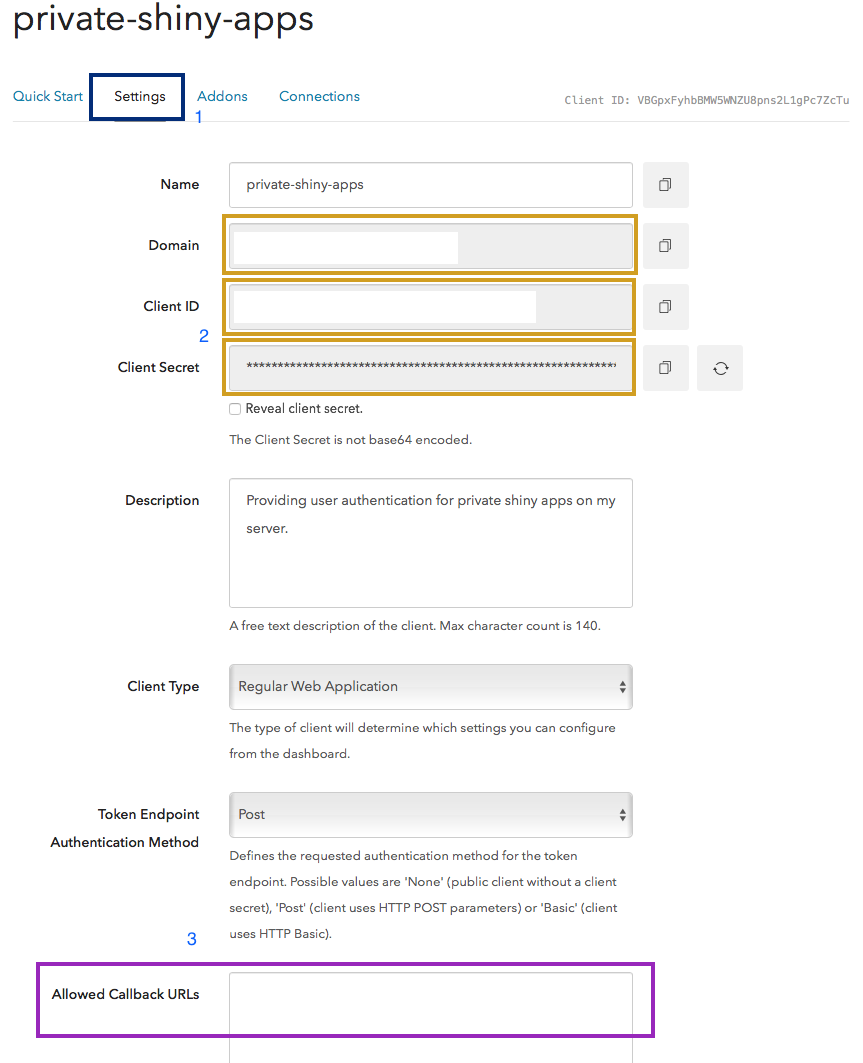 private-shiny-apps
Quick Start Settings Addons Connections
Client ID: VBGpxFyhbBMW5WNZU8pns2L1gPc7ZcTu
1
Name private-shiny-apps
Domain
Client ID
2
Client Secret ************************************************************
Reveal client secret.
The Client Secret is not base64 encoded.
Description Providing user authentication for private shiny apps on my
server.
A free text description of the client. Max character count is 140.
Client Type Regular Web Application
The type of client will determine which settings you can configure
from the dashboard.
Token Endpoint Post
Authentication Method
Defines the requested authentication method for the token
endpoint. Possible values are 'None' (public client without a client
secret), 'Post' (client uses HTTP POST parameters) or 'Basic' (client
uses HTTP Basic).
3
Allowed Callback URLs